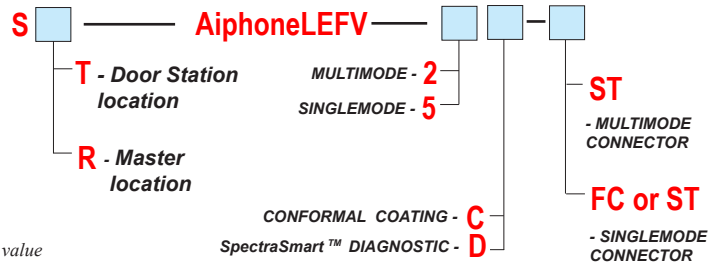 S AiphoneLEFV -
T - Door Station
location
R - Master
location
MULTIMODE - 2
SINGLEMODE - 5
CONFORMAL COATING - C
SpectraSmart ™ DIAGNOSTIC - D
ST
- MULTIMODE
CONNECTOR
FC or ST
- SINGLEMODE
CONNECTOR
value